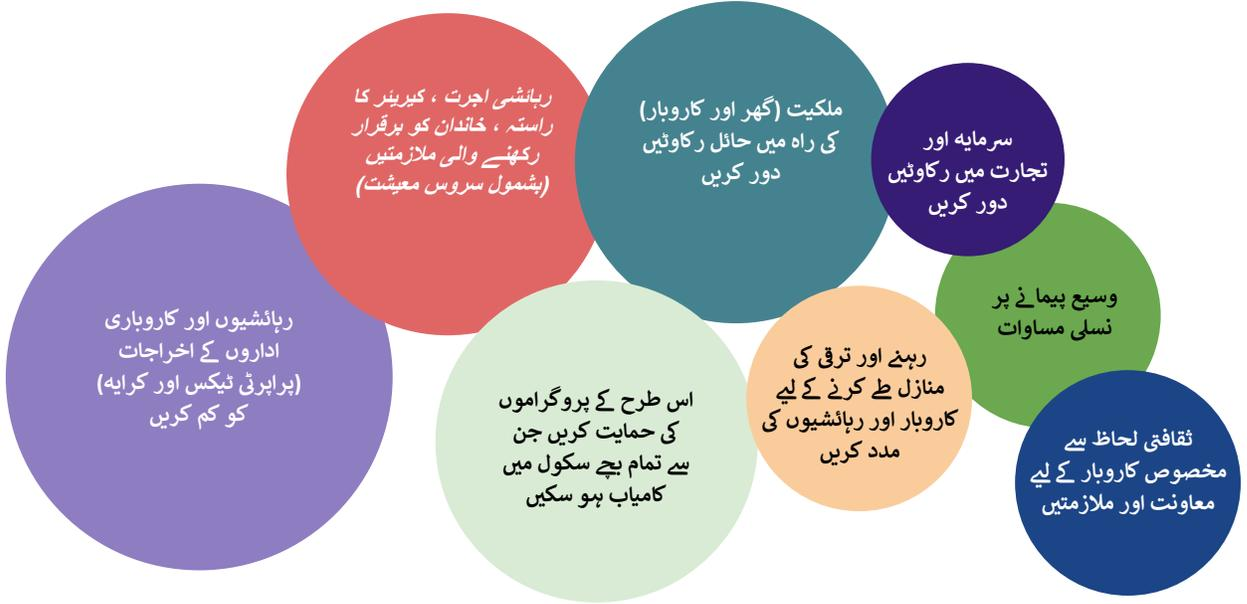 رہائشی اجرت ، کیریئر کا
راستہ ، خاندان کو برقرار
رکھنے والی ملازمتیں
(بشمول سروس معیشت)
ملکیت (گھر اور کاروبار)
کی راہ میں حائل رکاوٹیں
دور کریں
سرمایہ اور
تجارت میں رکاوٹیں
دور کریں
رہائشیوں اور کاروباری
اداروں کے اخراجات
(پراپرٹی ٹیکس اور کرایہ)
کو کم کریں
اس طرح کے پروگراموں
کی حمایت کریں جن
سے تمام بچے سکول میں
کامیاب ہو سکیں
رہنے اور ترقی کی
منازل طے کرنے کے لیے
کاروبار اور رہائشیوں کی
مدد کریں
وسیع پیمانے پر
نسلی مساوات
ثقافتی لحاظ سے
مخصوص کاروبار کے لیے
معاونت اور ملازمتیں